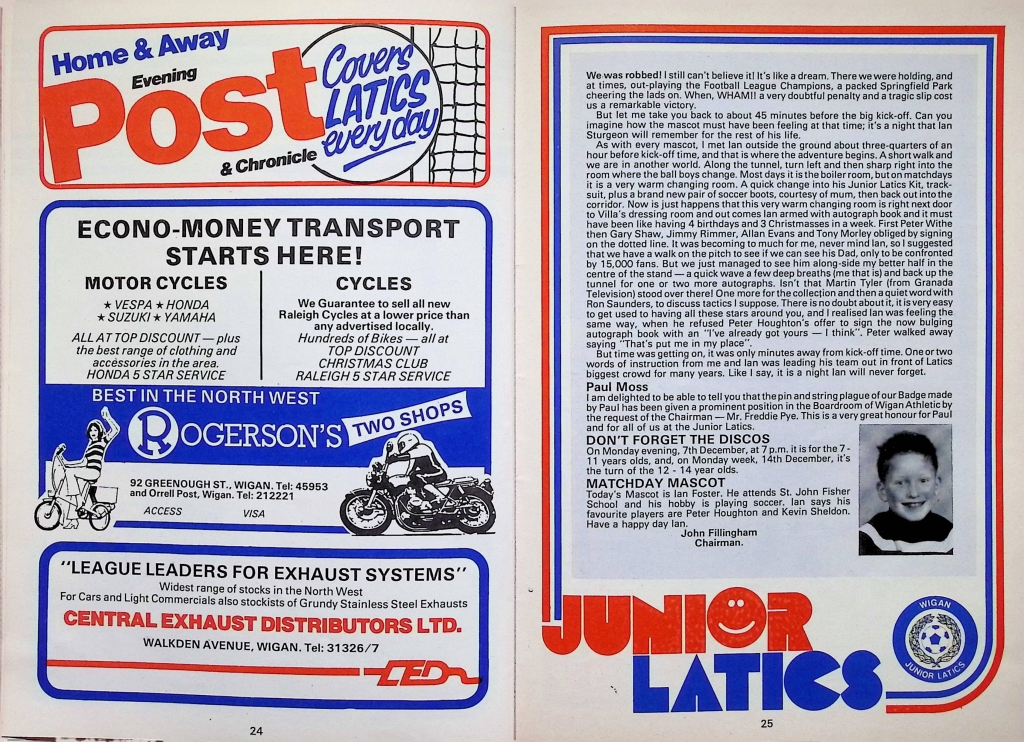 Home & Away
Evening
Post
& Chronicle
Covers
LATICS
every day
ECONO-MONEY TRANSPORT
STARTS HERE!
MOTOR CYCLES
★ VESPA ★ HONDA
★ SUZUKI ★ YAMAHA
ALL AT TOP DISCOUNT — plus
the best range of clothing and
accessories in the area.
HONDA 5 STAR SERVICE
CYCLES
We Guarantee to sell all new
Raleigh Cycles at a lower price than
any advertised locally.
Hundreds of Bikes — all at
TOP DISCOUNT
CHRISTMAS CLUB
RALEIGH 5 STAR SERVICE
BEST IN THE NORTH WEST
ROGERSON'S
TWO SHOPS
92 GREENOUGH ST., WIGAN. Tel: 45953
and Orrell Post, Wigan. Tel: 212221
ACCESS VISA
"LEAGUE LEADERS FOR EXHAUST SYSTEMS"
Widest range of stocks in the North West
For Cars and Light Commercials also stockists of Grundy Stainless Steel Exhausts
CENTRAL EXHAUST DISTRIBUTORS LTD.
WALKDEN AVENUE, WIGAN. Tel: 31326/7
CED
24
We was robbed! I still can't believe it! It's like a dream. There we were holding, and
at times, out-playing the Football League Champions, a packed Springfield Park
cheering the lads on. When, WHAM!! a very doubtful penalty and a tragic slip cost
us a remarkable victory.
But let me take you back to about 45 minutes before the big kick-off. Can you
imagine how the mascot must have been feeling at that time; it's a night that Ian
Sturgeon will remember for the rest of his life.
As with every mascot, I met Ian outside the ground about three-quarters of an
hour before kick-off time, and that is where the adventure begins. A short walk and
we are in another world. Along the tunnel, turn left and then sharp right into the
room where the ball boys change. Most days it is the boiler room, but on matchdays
it is a very warm changing room. A quick change into his Junior Latics Kit, track-
suit, plus a brand new pair of soccer boots, courtesy of mum, then back out into the
corridor. Now is just happens that this very warm changing room is right next door
to Villa's dressing room and out comes Ian armed with autograph book and it must
have been like having 4 birthdays and 3 Christmasses in a week. First Peter Withe
then Gary Shaw, Jimmy Rimmer, Allan Evans and Tony Morley obliged by signing
on the dotted line. It was becoming to much for me, never mind Ian, so I suggested
that we have a walk on the pitch to see if we can see his Dad, only to be confronted
by 15,000 fans. But we just managed to see him along-side my better half in the
centre of the stand — a quick wave a few deep breaths (me that is) and back up the
tunnel for one or two more autographs. Isn't that Martin Tyler (from Granada
Television) stood over there! One more for the collection and then a quiet word with
Ron Saunders, to discuss tactics I suppose. There is no doubt about it, it is very easy
to get used to having all these stars around you, and I realised Ian was feeling the
same way, when he refused Peter Houghton's offer to sign the now bulging
autograph book with an "I've already got yours — I think". Peter walked away
saying "That's put me in my place".
But time was getting on, it was only minutes away from kick-off time. One or two
words of instruction from me and Ian was leading his team out in front of Latics
biggest crowd for many years. Like I say, it is a night Ian will never forget.
Paul Moss
I am delighted to be able to tell you that the pin and string plague of our Badge made
by Paul has been given a prominent position in the Boardroom of Wigan Athletic by
the request of the Chairman — Mr. Freddie Pye. This is a very great honour for Paul
and for all of us at the Junior Latics.
DON'T FORGET THE DISCOS
On Monday evening, 7th December, at 7 p.m. it is for the 7 -
11 years olds, and, on Monday week, 14th December, it's
the turn of the 12 - 14 year olds.
MATCHDAY MASCOT
Today's Mascot is Ian Foster. He attends St. John Fisher
School and his hobby is playing soccer. Ian says his
favourite players are Peter Houghton and Kevin Sheldon.
Have a happy day Ian.
John Fillingham
Chairman.
JUNIOR
LATICS
WIGAN
JUNIOR LATICS
25